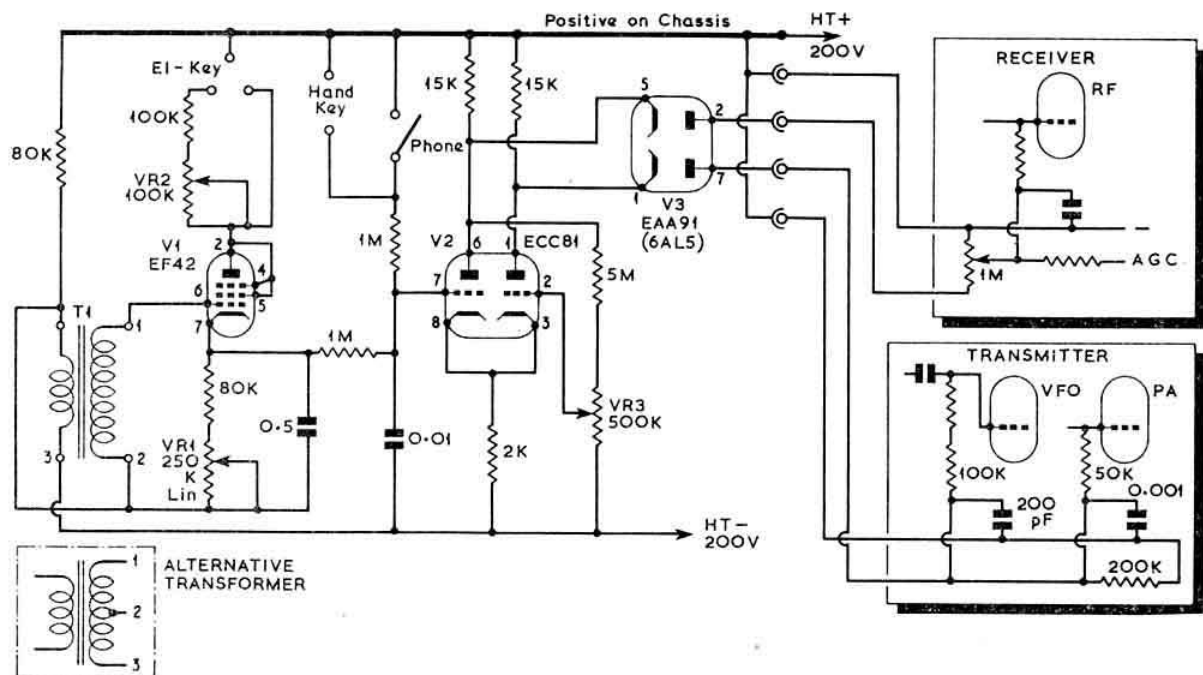 Positive on Chassis
HT+
200V
El-Key
Hand
Key
Phone
100K
VR2
100K
80K
15K
15K
5
2
7
1
V3
EAA91
(6AL5)
V1
EF42
2
4
6
5
7
1M
V2
6
1
ECC81
7
2
8
3
5M
T1
1
3
2
80K
VR1
250
K
Lin
0.5
1M
0.01
2K
VR3
500K
HT-
200V
ALTERNATIVE
TRANSFORMER
1
2
3
RECEIVER
RF
1M
AGC
TRANSMITTER
VFO
PA
100K
50K
200
pF
0.001
200K